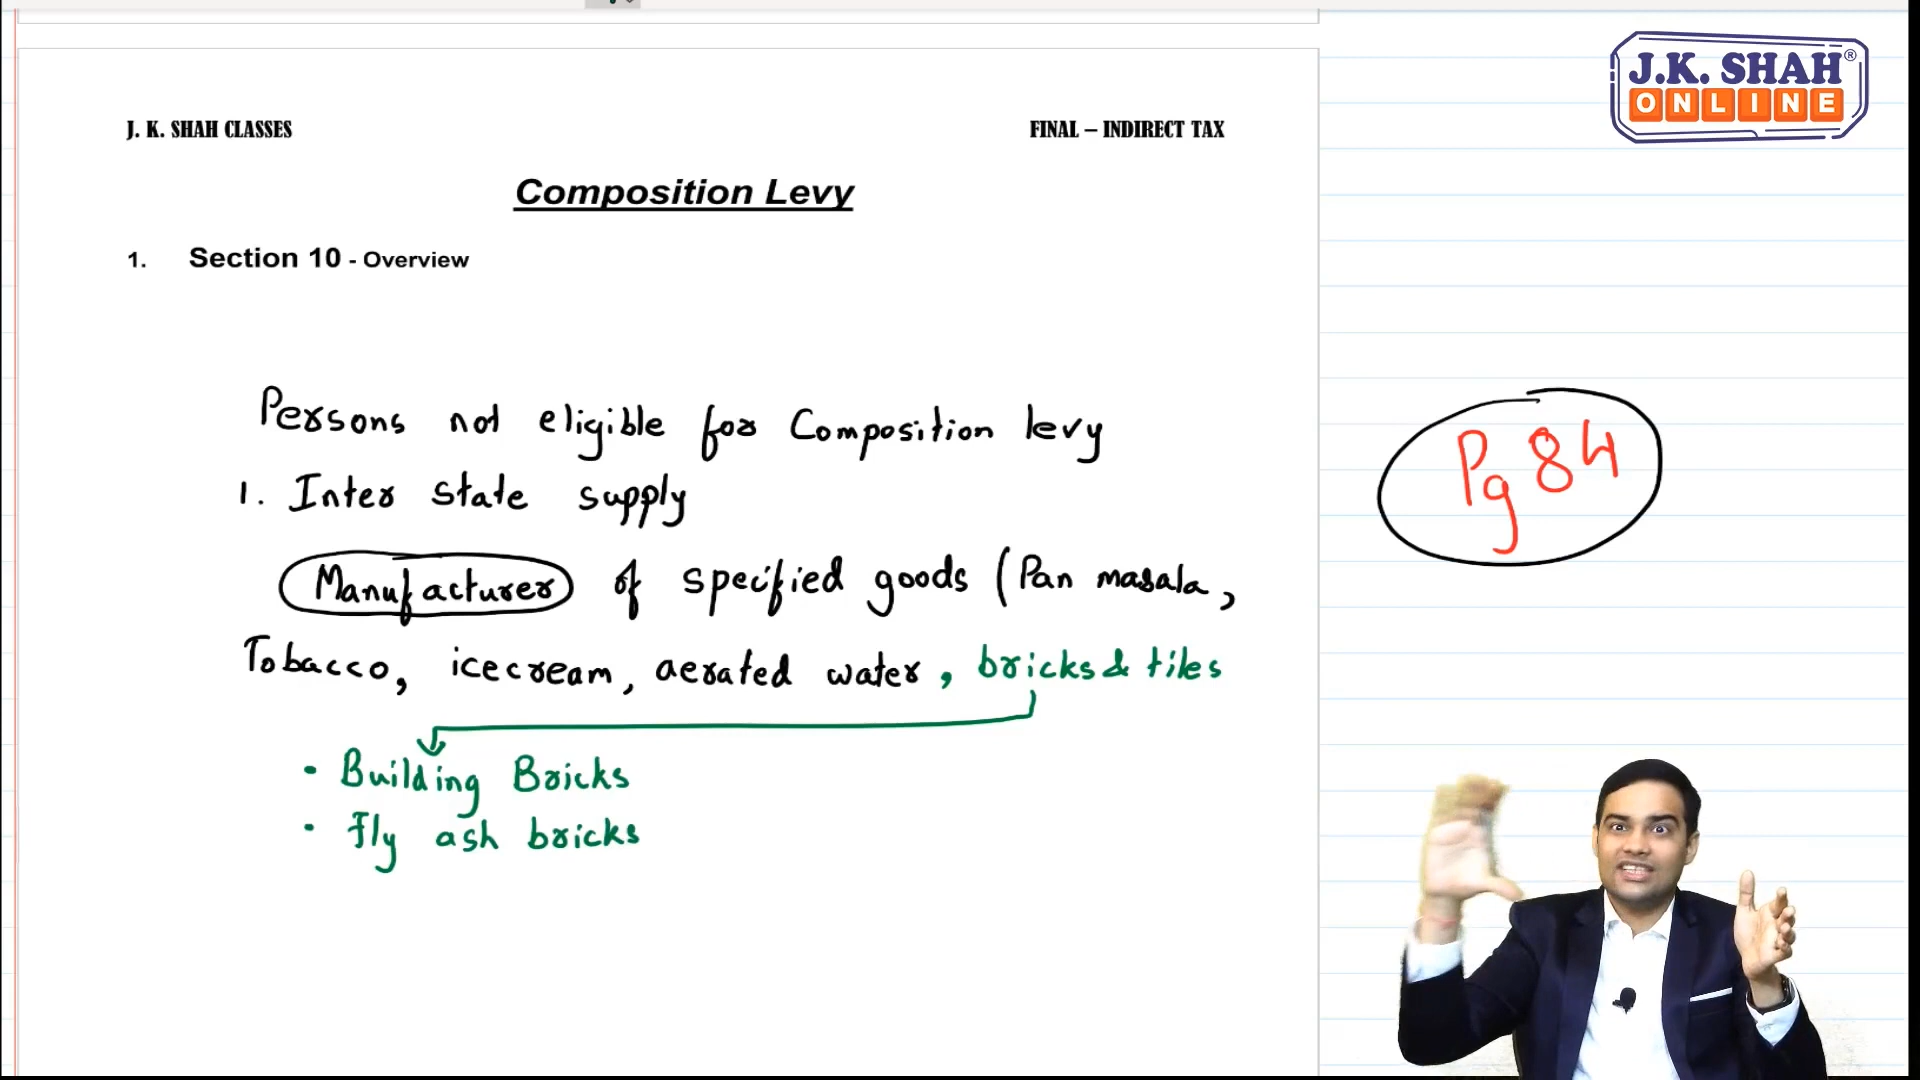 J.K. SHAH®
ONLINE
J. K. SHAH CLASSES
FINAL – INDIRECT TAX
Composition Levy
1. Section 10 - Overview
Persons not eligible for Composition levy
1. Inter state supply
Manufacturer of specified goods (Pan masala,
Tobacco, icecream, aerated water, bricks & tiles
• Building Bricks
• Fly ash bricks
Pg 84